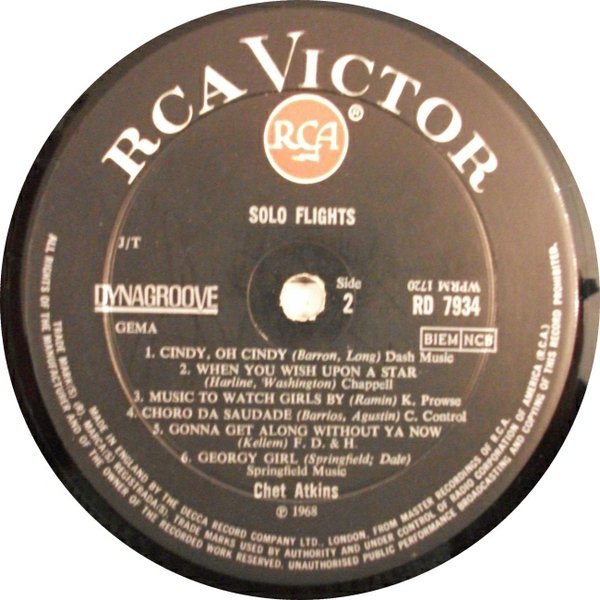 RCA VICTOR
RCA ®
SOLO FLIGHTS
J/T
DYNAGROOVE
Side
2
WPRM 1720
RD 7934
GEMA
BIEM NCB
1. CINDY, OH CINDY (Barron, Long) Dash Music
2. WHEN YOU WISH UPON A STAR
(Harline, Washington) Chappell
3. MUSIC TO WATCH GIRLS BY (Ramin) K. Prowse
4. CHORO DA SAUDADE (Barrios, Agustin) C. Control
5. GONNA GET ALONG WITHOUT YA NOW
(Kellem) F. D. & H.
6. GEORGY GIRL (Springfield; Dale)
Springfield Music
Chet Atkins
℗ 1968
TRADE MARK(S) ® MARCA(S) REGISTRADA(S) TRADE MARKS USED BY AUTHORITY AND UNDER CONTROL OF RADIO CORPORATION OF AMERICA (R.C.A.)
MADE IN ENGLAND BY THE DECCA RECORD COMPANY LTD., LONDON, FROM MASTER RECORDINGS OF R.C.A.
ALL RIGHTS OF THE MANUFACTURER AND OF THE OWNER OF THE RECORDED WORK RESERVED. UNAUTHORISED PUBLIC PERFORMANCE BROADCASTING AND COPYING OF THIS RECORD PROHIBITED.